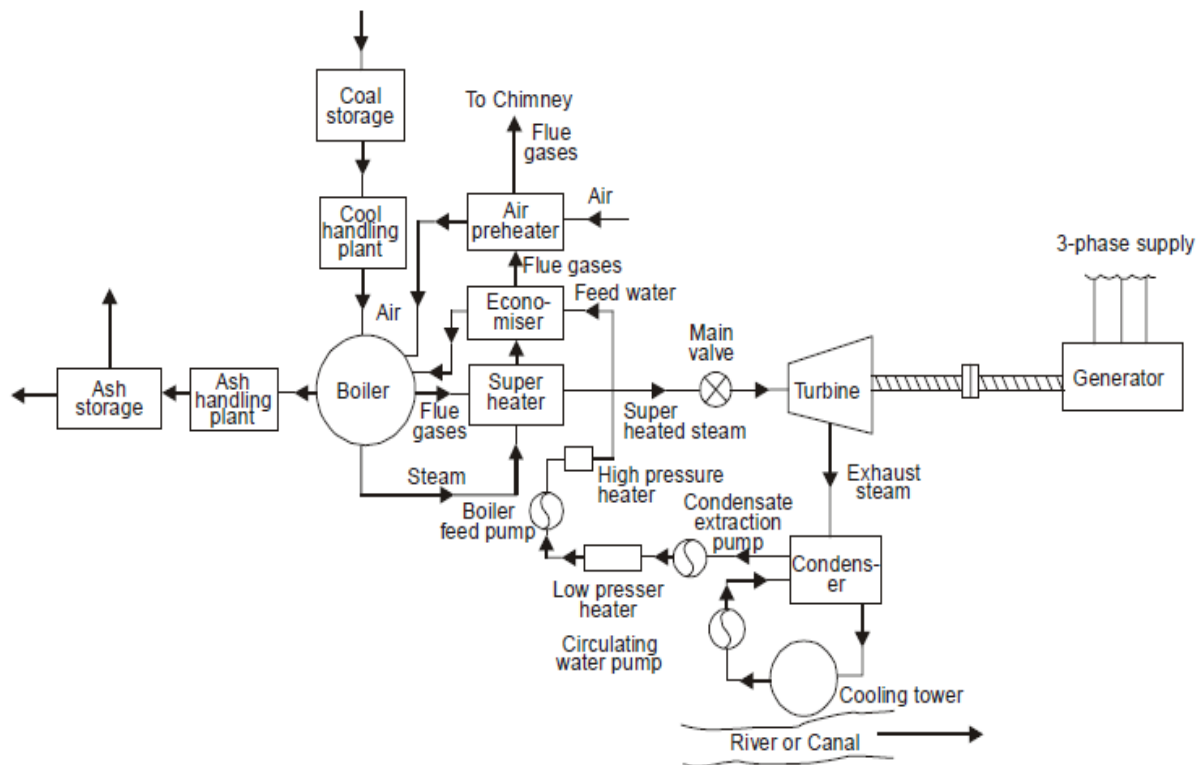 Coal
storage
To Chimney
Flue
gases
Cool
handling
plant
Air
preheater
Air
3-phase supply
Flue gases
Feed water
Econo-
miser
Air
Main
valve
Ash
storage
Ash
handling
plant
Boiler
Super
heater
Turbine
Generator
Flue
gases
Super
heated steam
Steam
High pressure
heater
Exhaust
steam
Boiler
feed pump
Condensate
extraction
pump
Condens-
er
Low presser
heater
Circulating
water pump
Cooling tower
River or Canal